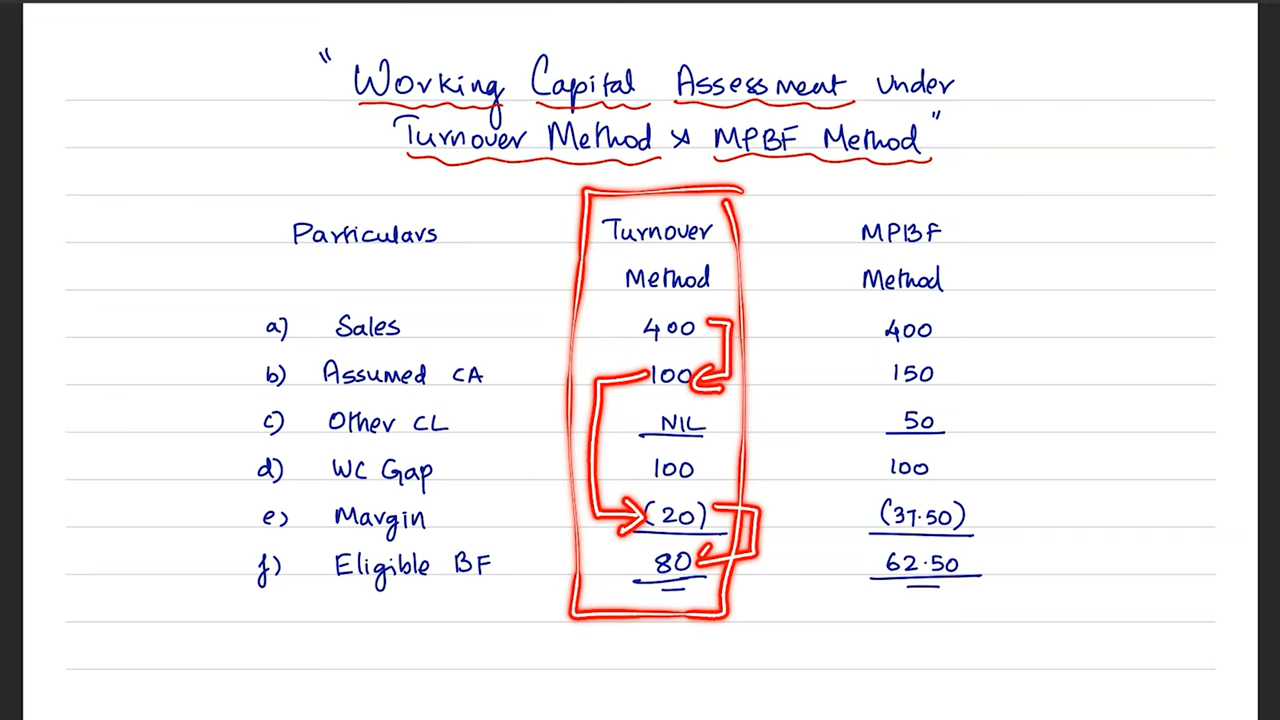 " Working Capital Assessment under
Turnover Method & MPBF Method "
Particulars Turnover Method MPBF Method
a) Sales 400 400
b) Assumed CA 100 150
c) Other CL NIL 50
d) WC Gap 100 100
e) Margin (20) (37.50)
f) Eligible BF 80 62.50